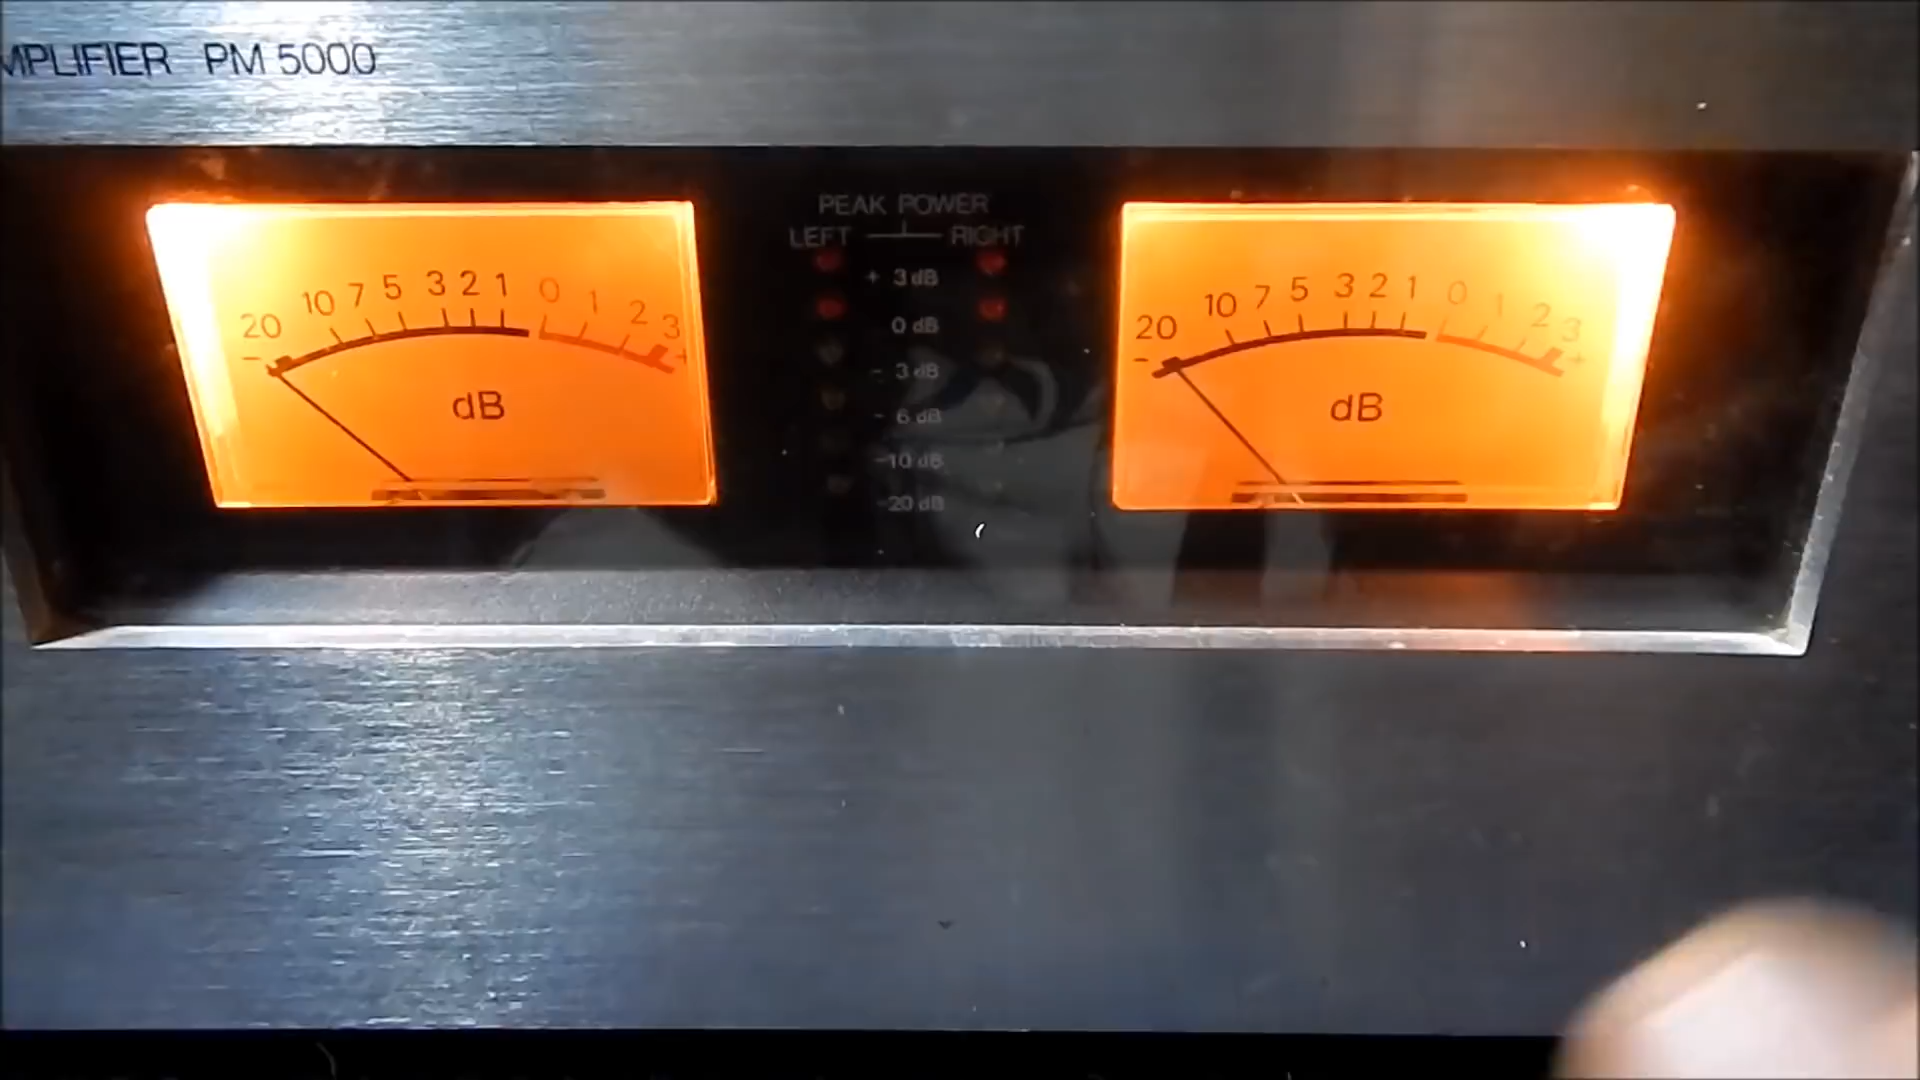 MPLIFIER PM 5000
20 10 7 5 3 2 1 0 1 2 3
- +
dB
PEAK POWER
LEFT RIGHT
+ 3 dB
0 dB
- 3 dB
- 6 dB
-10 dB
-20 dB
20 10 7 5 3 2 1 0 1 2 3
- +
dB